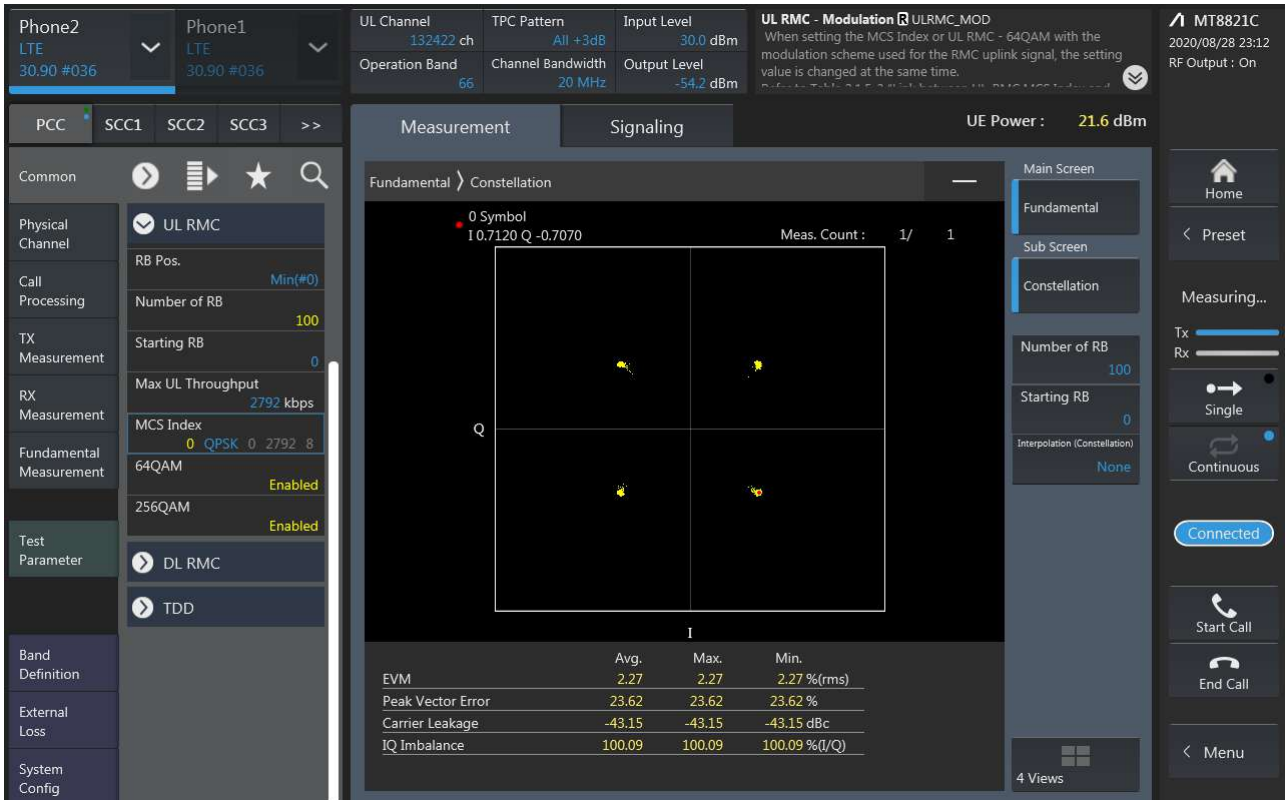 Phone2
LTE
30.90 #036
Phone1
LTE
30.90 #036
UL Channel
132422 ch
TPC Pattern
All +3dB
Input Level
30.0 dBm
Operation Band
66
Channel Bandwidth
20 MHz
Output Level
-54.2 dBm
UL RMC - Modulation R ULRMC_MOD
When setting the MCS Index or UL RMC - 64QAM with the
modulation scheme used for the RMC uplink signal, the setting
value is changed at the same time.
MT8821C
2020/08/28 23:12
RF Output : On
PCC
SCC1
SCC2
SCC3
>>
Measurement
Signaling
UE Power : 21.6 dBm
Common
Physical
Channel
Call
Processing
TX
Measurement
RX
Measurement
Fundamental
Measurement
Test
Parameter
Band
Definition
External
Loss
System
Config
UL RMC
RB Pos.
Min(#0)
Number of RB
100
Starting RB
0
Max UL Throughput
2792 kbps
MCS Index
0 QPSK 0 2792 8
64QAM
Enabled
256QAM
Enabled
DL RMC
TDD
Fundamental 〉 Constellation
0 Symbol
I 0.7120 Q -0.7070
Meas. Count : 1/ 1
Q
I
Avg. Max. Min.
EVM 2.27 2.27 2.27 %(rms)
Peak Vector Error 23.62 23.62 23.62 %
Carrier Leakage -43.15 -43.15 -43.15 dBc
IQ Imbalance 100.09 100.09 100.09 %(I/Q)
Main Screen
Fundamental
Sub Screen
Constellation
Number of RB
100
Starting RB
0
Interpolation (Constellation)
None
4 Views
Home
< Preset
Measuring...
Tx
Rx
Single
Continuous
Connected
Start Call
End Call
< Menu